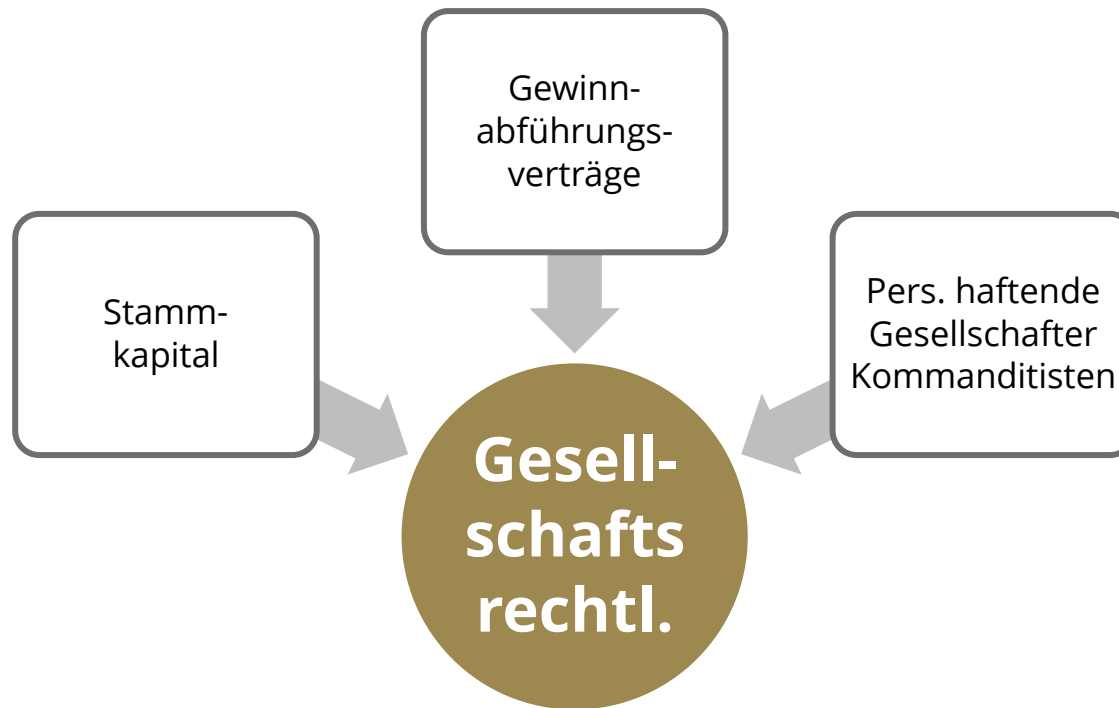 Gewinn-
abführungs-
verträge
Stamm-
kapital
Pers. haftende
Gesellschafter
Kommanditisten
Gesell-
schafts
rechtl.